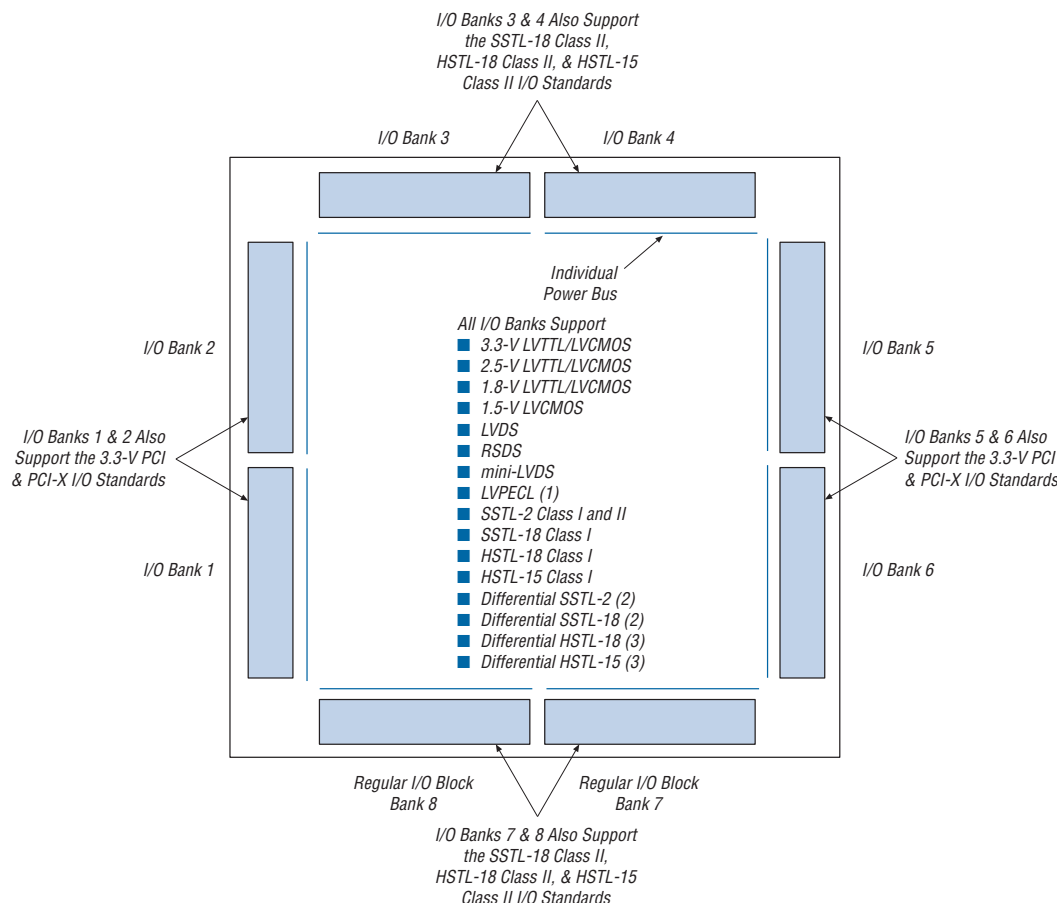 I/O Banks 3 & 4 Also Support
the SSTL-18 Class II,
HSTL-18 Class II, & HSTL-15
Class II I/O Standards
I/O Bank 3
I/O Bank 4
Individual
Power Bus
All I/O Banks Support
3.3-V LVTTL/LVCMOS
2.5-V LVTTL/LVCMOS
1.8-V LVTTL/LVCMOS
1.5-V LVCMOS
LVDS
RSDS
mini-LVDS
LVPECL (1)
SSTL-2 Class I and II
SSTL-18 Class I
HSTL-18 Class I
HSTL-15 Class I
Differential SSTL-2 (2)
Differential SSTL-18 (2)
Differential HSTL-18 (3)
Differential HSTL-15 (3)
I/O Bank 2
I/O Banks 1 & 2 Also
Support the 3.3-V PCI
& PCI-X I/O Standards
I/O Bank 1
I/O Bank 5
I/O Banks 5 & 6 Also
Support the 3.3-V PCI
& PCI-X I/O Standards
I/O Bank 6
Regular I/O Block
Bank 8
Regular I/O Block
Bank 7
I/O Banks 7 & 8 Also Support
the SSTL-18 Class II,
HSTL-18 Class II, & HSTL-15
Class II I/O Standards